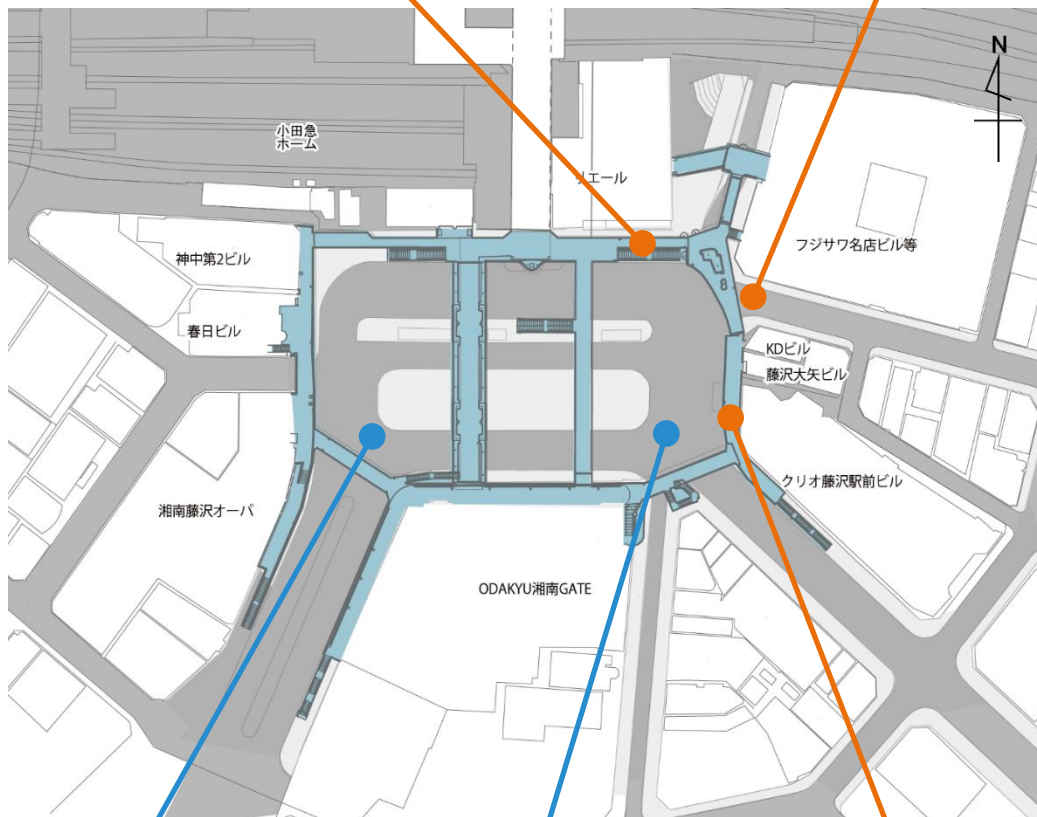 N
小田急
ホーム
リエール
フジサワ名店ビル等
神中第2ビル
春日ビル
KDビル
藤沢大矢ビル
クリオ藤沢駅前ビル
湘南藤沢オーパ
ODAKYU湘南GATE